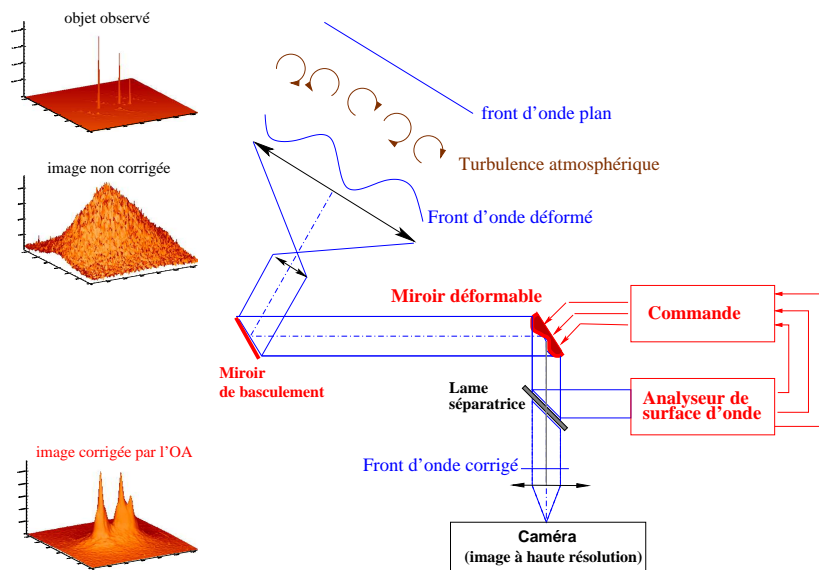 objet observé
front d'onde plan
Turbulence atmosphérique
image non corrigée
Front d'onde déformé
Miroir déformable
Commande
Miroir
de basculement
Lame
séparatrice
Analyseur de
surface d'onde
image corrigée par l'OA
Front d'onde corrigé
Caméra
(image à haute résolution)